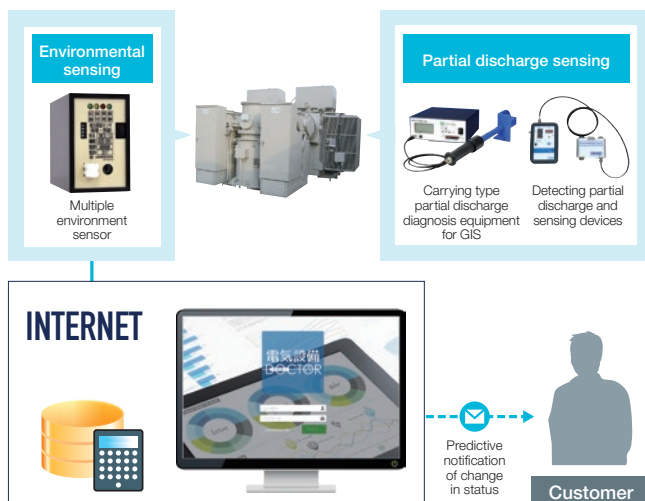 Environmental
sensing
Multiple
environment
sensor
Partial discharge sensing
Carrying type
partial discharge
diagnosis equipment
for GIS
Detecting partial
discharge and
sensing devices
INTERNET
電気設備
DOCTOR
Predictive
notification
of change
in status
Customer